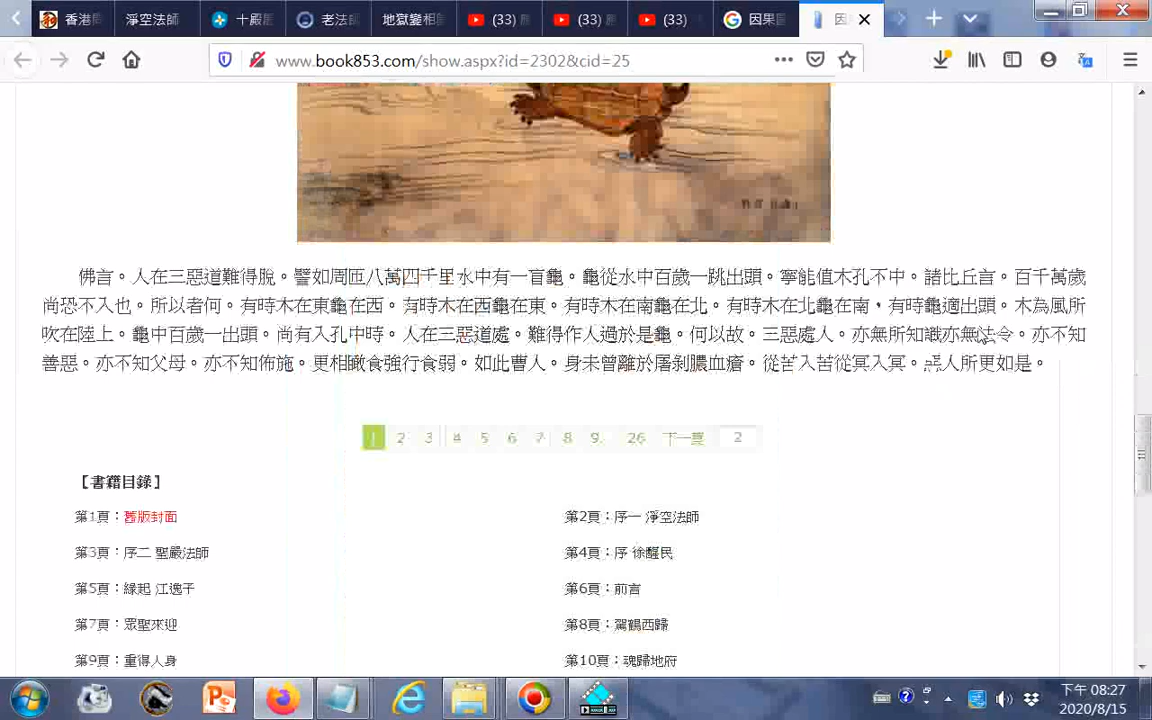 香港
淨空法師
十殿
老法師
地獄變相
(33)
(33)
(33)
因果
因
www.book853.com/show.aspx?id=2302&cid=25
佛言。人在三惡道難得脫。譬如周匝八萬四千里水中有一盲龜。龜從水中百歲一跳出頭。寧能值木孔不中。諸比丘言。百千萬歲
尚恐不入也。所以者何。有時木在東龜在西。有時木在西龜在東。有時木在南龜在北。有時木在北龜在南，有時龜適出頭。木為風所
吹在陸上。龜中百歲一出頭。尚有入孔中時。人在三惡道處。難得作人過於是龜。何以故。三惡處人。亦無所知識亦無法令。亦不知
善惡。亦不知父母。亦不知佈施。更相瞰食強行食弱。如此曹人。身未曾離於屠剝膿血瘡。從苦入苦從冥入冥。惡人所更如是。
1 2 3 4 5 6 7 8 9. 26 下一頁 2
【書籍目錄】
第1頁：舊版封面 第2頁：序一 淨空法師
第3頁：序二 聖嚴法師 第4頁：序 徐醒民
第5頁：緣起 江逸子 第6頁：前言
第7頁：眾聖來迎 第8頁：駕鶴西歸
第9頁：重得人身 第10頁：魂歸地府
下午 08:27
2020/8/15